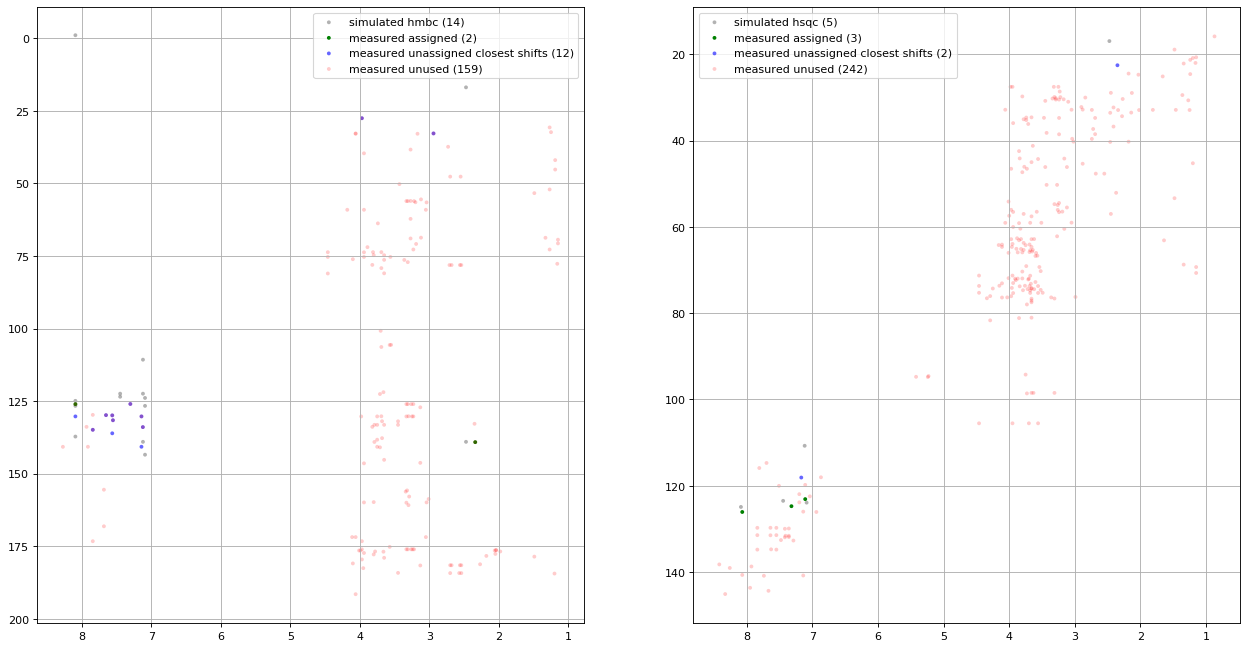 simulated hmbc (14)
measured assigned (2)
measured unassigned closest shifts (12)
measured unused (159)
0
25
50
75
100
125
150
175
200
8 7 6 5 4 3 2 1
simulated hsqc (5)
measured assigned (3)
measured unassigned closest shifts (2)
measured unused (242)
20
40
60
80
100
120
140
8 7 6 5 4 3 2 1